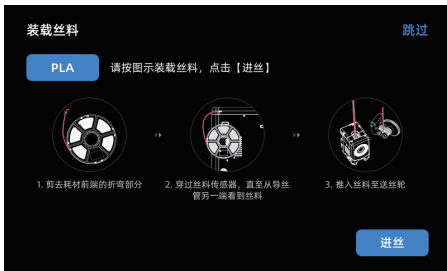 装载丝料
跳过
PLA
请按图示装载丝料，点击【进丝】
1. 剪去耗材前端的折弯部分
2. 穿过丝料传感器，直至从导丝
管另一端看到丝料
3. 推入丝料至送丝轮
进丝